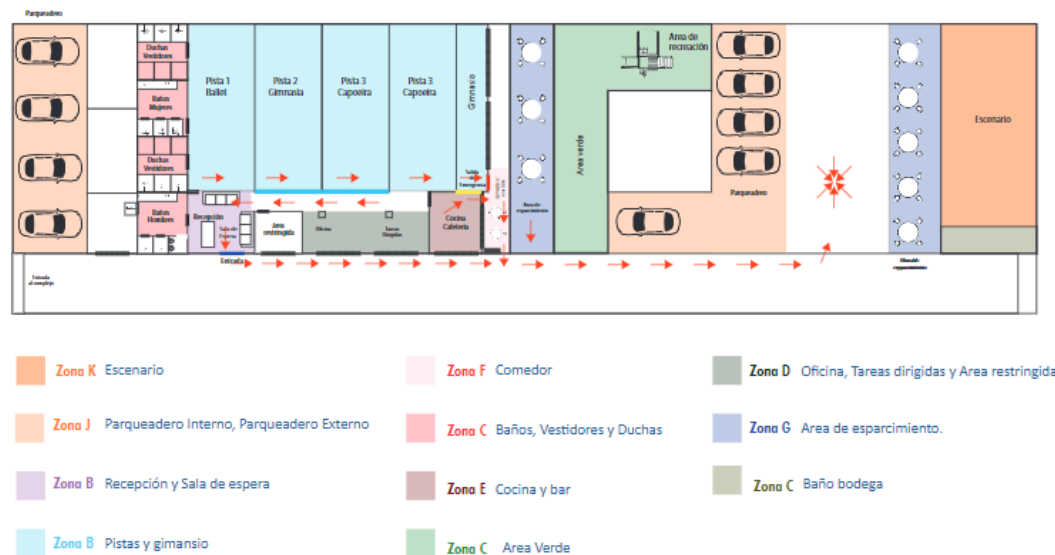 Parqueadero
Duchas
Vestidores
Baños
Mujeres
Duchas
Vestidores
Baños
Hombres
Pista 1
Ballet
Pista 2
Gimnasia
Pista 3
Capoeira
Pista 3
Capoeira
Gimnasio
Salida
Emergencia
Recepción
Sala de
Espera
Area
restringida
Oficina
Tareas
Dirigidas
Cocina
Cafeteria
Entrada
Entrada
al complejo
Area de
esparcimiento
Area verde
Area de
recreación
Parqueadero
Escenario
Zona K Escenario
Zona J Parqueadero Interno, Parqueadero Externo
Zona B Recepción y Sala de espera
Zona B Pistas y gimansio
Zona F Comedor
Zona C Baños, Vestidores y Duchas
Zona E Cocina y bar
Zona C Area Verde
Zona D Oficina, Tareas dirigidas y Area restringida
Zona G Area de esparcimiento.
Zona C Baño bodega